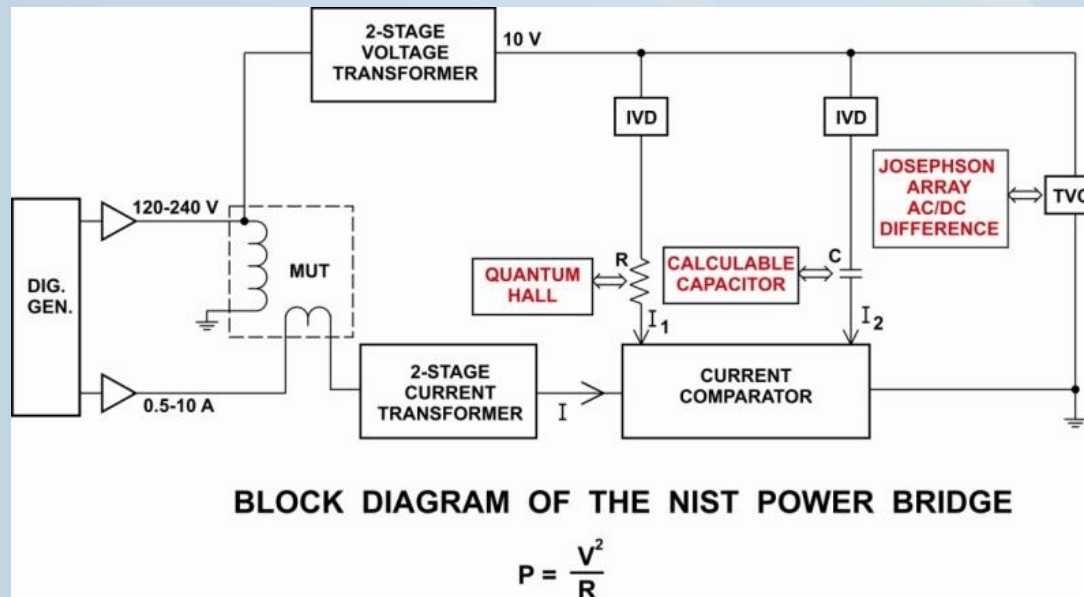 2-STAGE
VOLTAGE
TRANSFORMER
10 V
IVD
IVD
JOSEPHSON
ARRAY
AC/DC
DIFFERENCE
TVC
120-240 V
DIG.
GEN.
MUT
R
QUANTUM
HALL
CALCULABLE
CAPACITOR
C
I1
I2
2-STAGE
CURRENT
TRANSFORMER
I
CURRENT
COMPARATOR
0.5-10 A
BLOCK DIAGRAM OF THE NIST POWER BRIDGE
P = V²/R